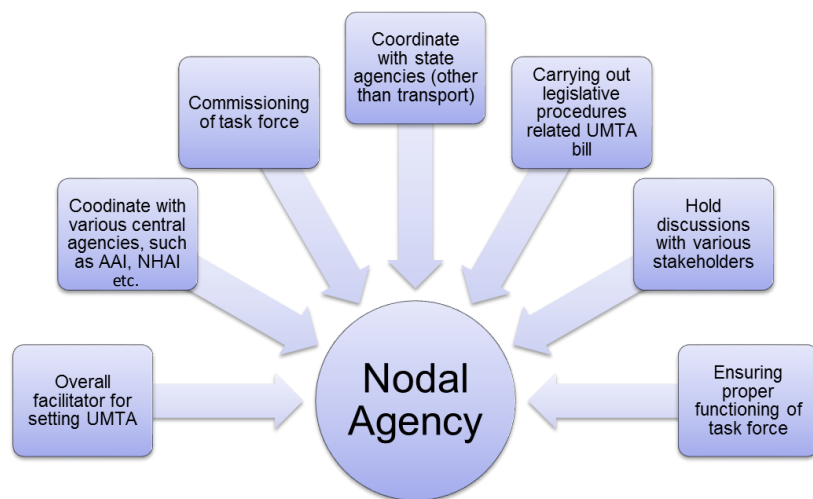 Overall
facilitator for
setting UMTA
Coodinate with
various central
agencies, such
as AAI, NHAI
etc.
Commissioning
of task force
Coordinate
with state
agencies (other
than transport)
Carrying out
legislative
procedures
related UMTA
bill
Hold
discussions
with various
stakeholders
Ensuring
proper
functioning of
task force
Nodal
Agency